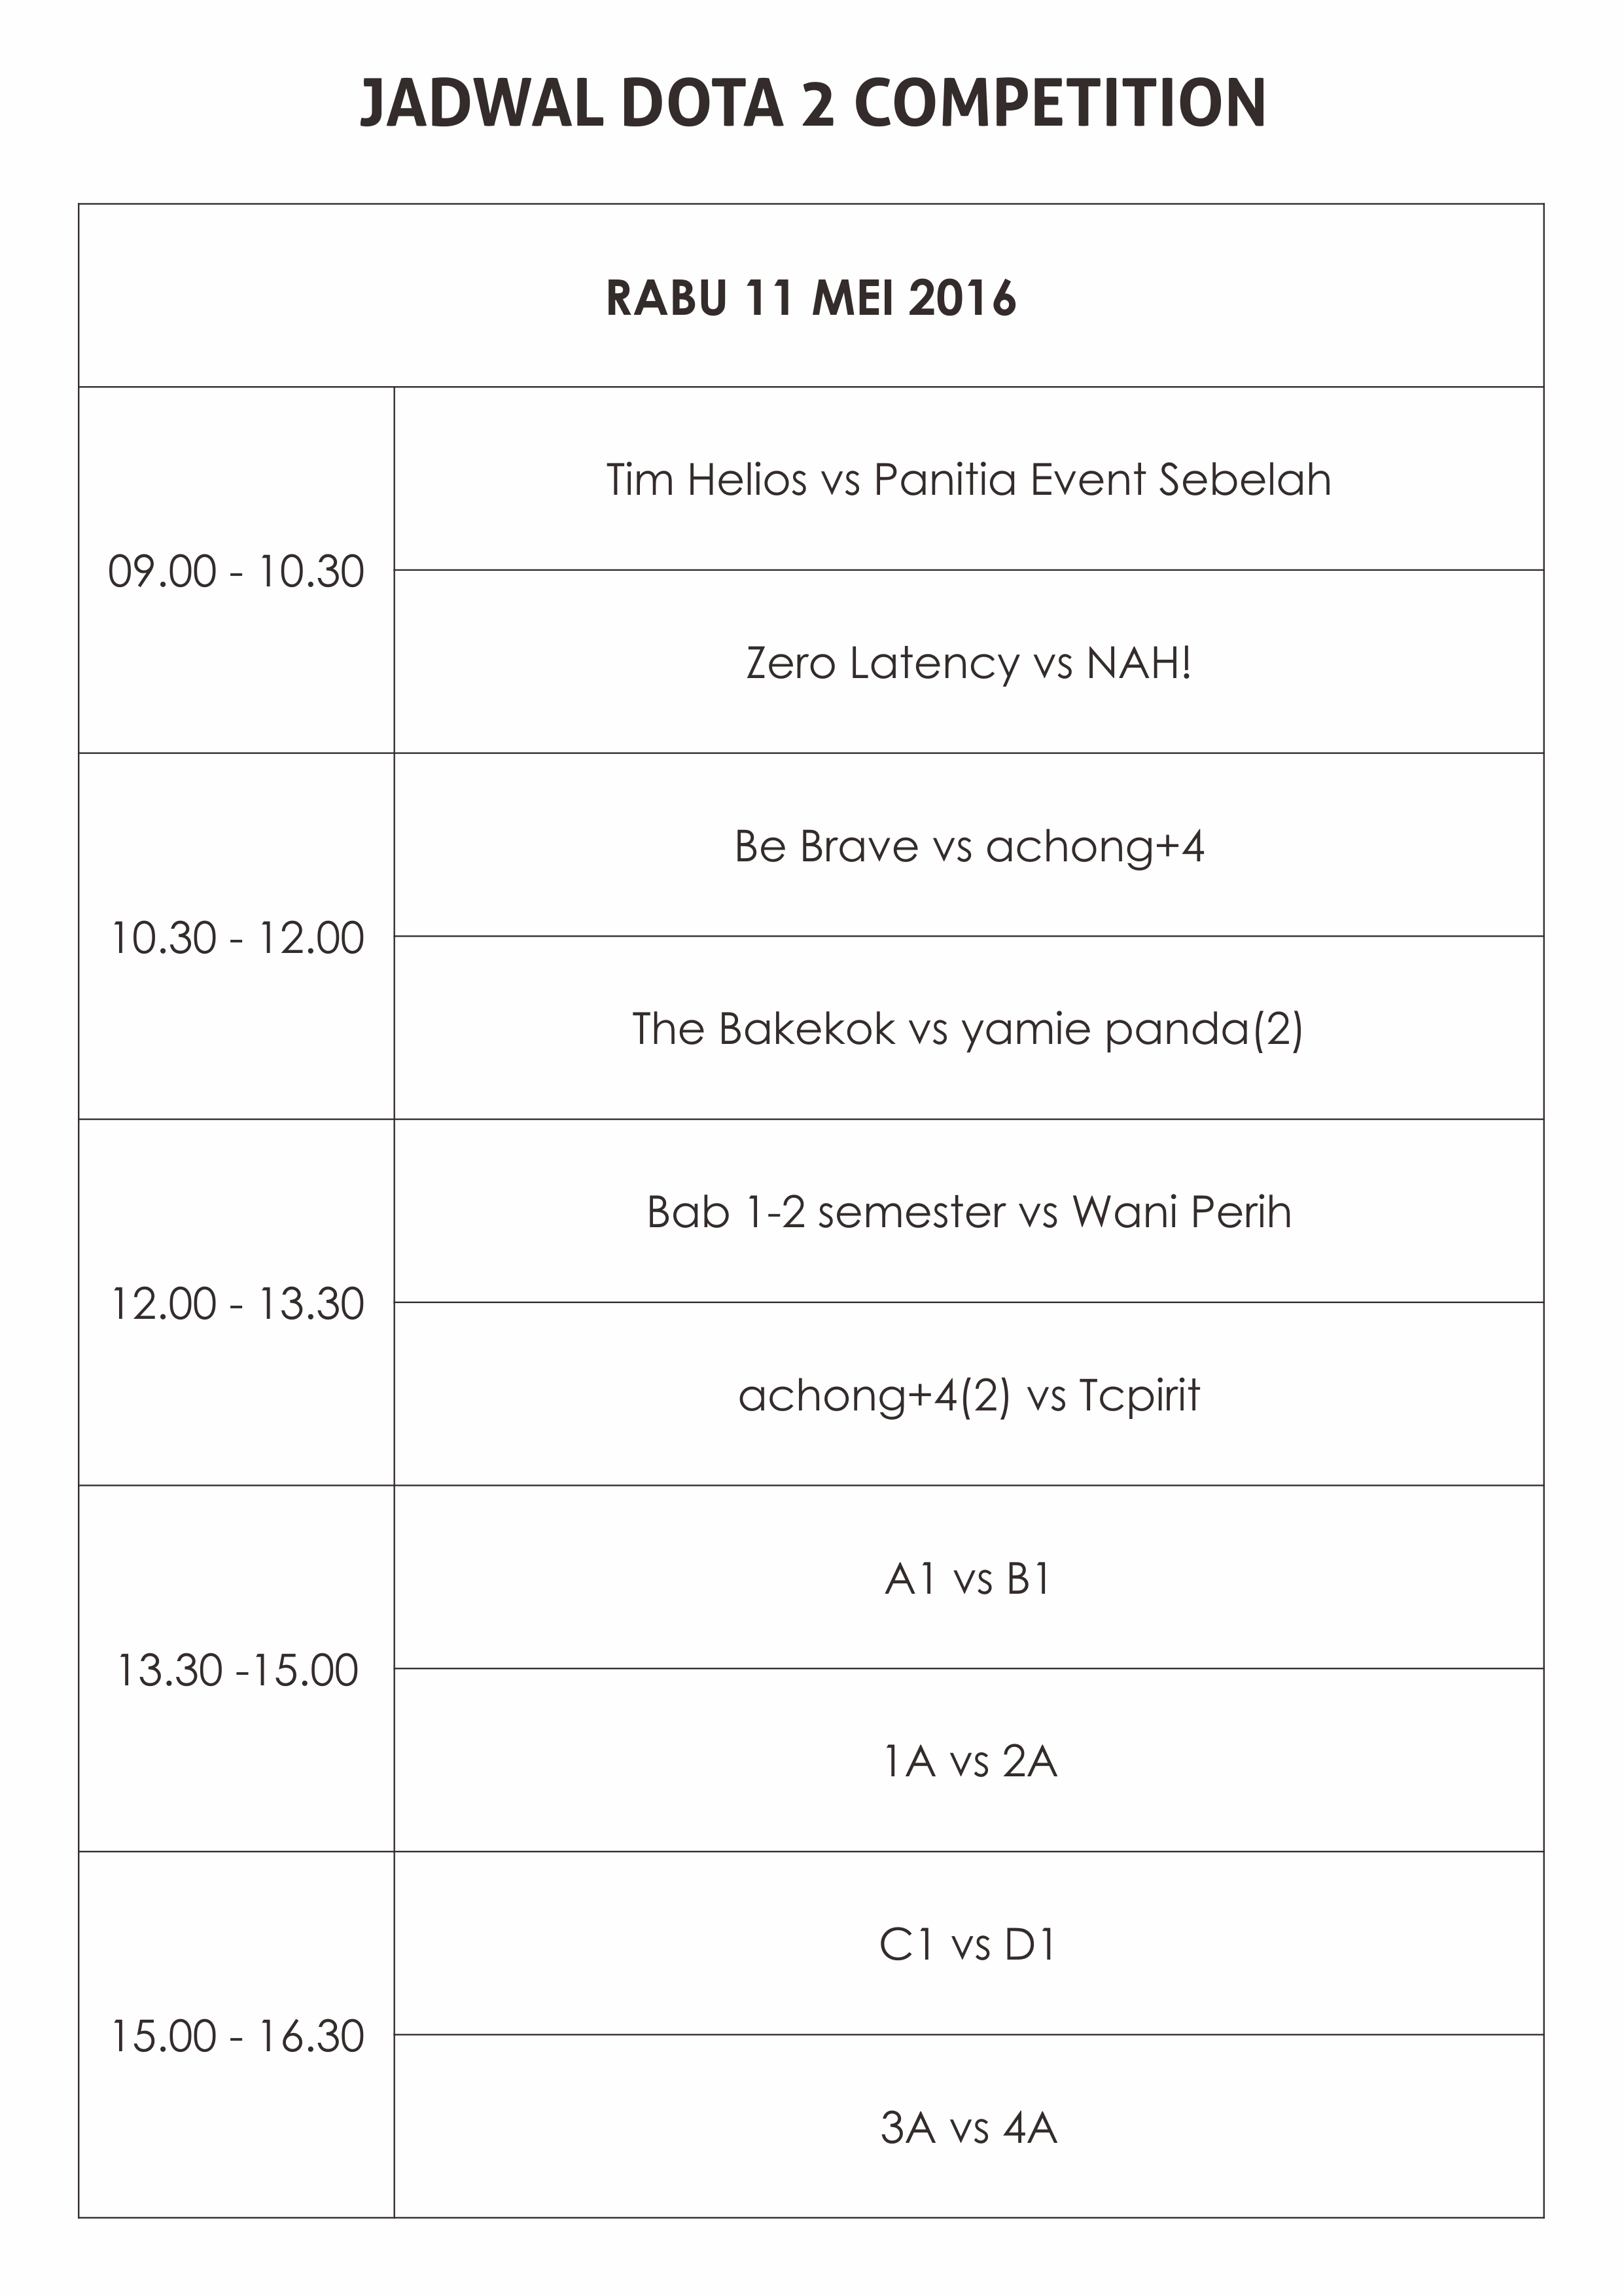 JADWAL DOTA 2 COMPETITION
RABU 11 MEI 2016
09.00 - 10.30
Tim Helios vs Panitia Event Sebelah
Zero Latency vs NAH!
10.30 - 12.00
Be Brave vs achong+4
The Bakekok vs yamie panda(2)
12.00 - 13.30
Bab 1-2 semester vs Wani Perih
achong+4(2) vs Tcpirit
13.30 -15.00
A1 vs B1
1A vs 2A
15.00 - 16.30
C1 vs D1
3A vs 4A